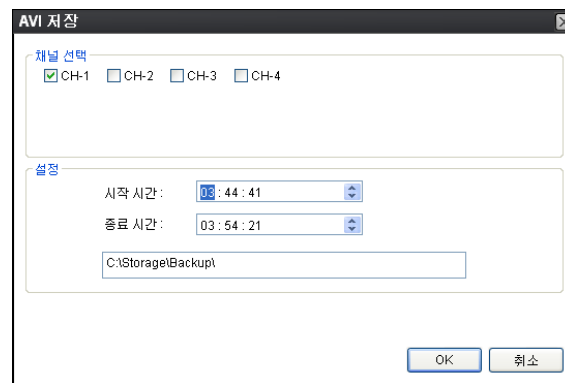 AVI 저장
채널 선택
CH-1 CH-2 CH-3 CH-4
설정
시작 시간 : 03 : 44 : 41
종료 시간 : 03 : 54 : 21
C:\Storage\Backup\
OK 취소